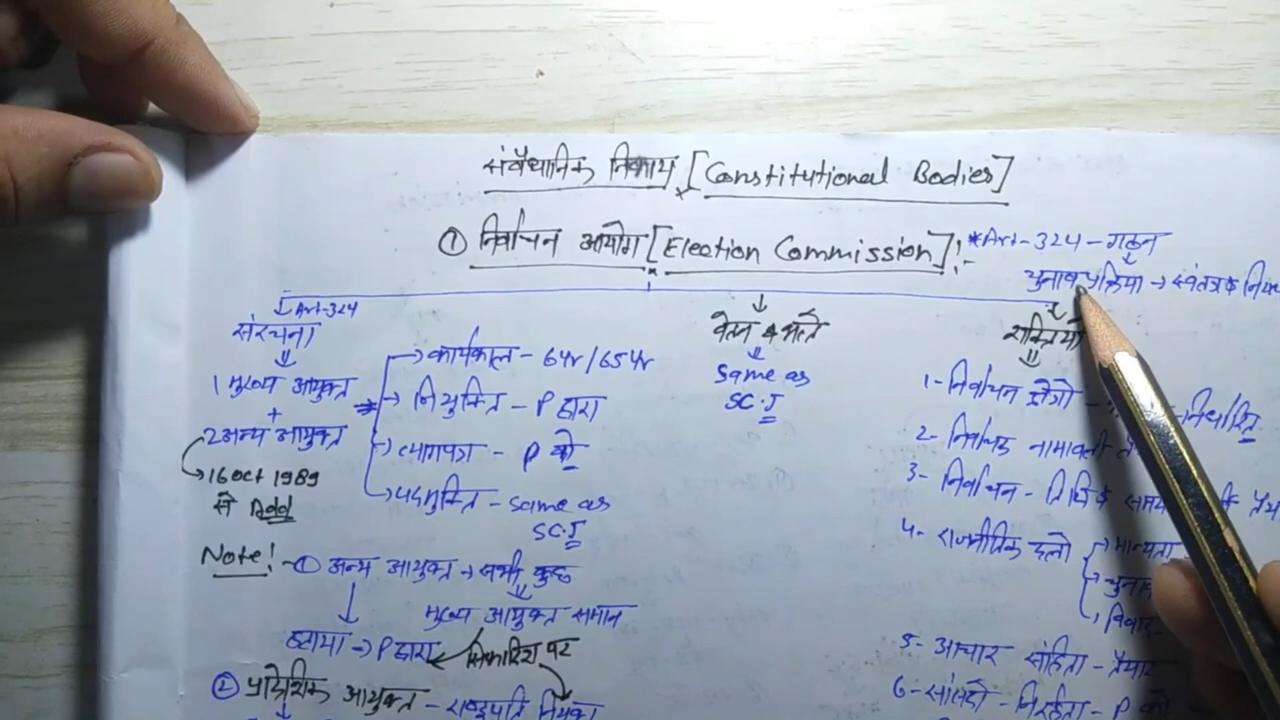 संवैधानिक निकाय [Constitutional Bodies]
① निर्वाचन आयोग [Election Commission] :-
*Art-324 - गठन
चुनाव प्रक्रिया → स्वतंत्र व
Art-324
संरचना
1 मुख्य आयुक्त
+
2 अन्य आयुक्त
→ 16 Oct 1989
से Add
→ कार्यकाल - 6Yr/65Yr
→ नियुक्ति - P द्वारा
→ त्यागपत्र - P को
→ पदमुक्ति - Same as
SC.J
वेतन व भत्ते
Same as
SC.J
शक्तियाँ
1- निर्वाचन क्षेत्रो - निर्धारित
2- निर्वाचक नामावली
3- निर्वाचन - तिथि व समय
4- राजनीतिक दलो → मान्यता
→ चुनाव
→ विवाद
5- आचार संहिता - तैयार
6- सांसदो - निर्हता - P को
Note! - ① अन्य आयुक्त → सभी कुछ
मुख्य आयुक्त समान
हटाया → P द्वारा सिफारिश पर
② प्रादेशिक आयुक्त - राष्ट्रपति नियुक्त